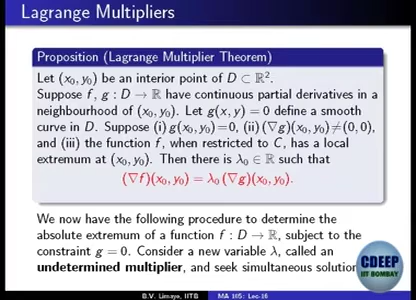 Lagrange Multipliers
Proposition (Lagrange Multiplier Theorem)
Let (x₀, y₀) be an interior point of D ⊂ ℝ².
Suppose f, g : D → ℝ have continuous partial derivatives in a
neighbourhood of (x₀, y₀). Let g(x, y) = 0 define a smooth
curve in D. Suppose (i) g(x₀, y₀)=0, (ii) (∇g)(x₀, y₀)≠(0, 0),
and (iii) the function f, when restricted to C, has a local
extremum at (x₀, y₀). Then there is λ₀ ∈ ℝ such that
(∇f)(x₀, y₀) = λ₀ (∇g)(x₀, y₀).
We now have the following procedure to determine the
absolute extremum of a function f : D → ℝ, subject to the
constraint g = 0. Consider a new variable λ, called an
undetermined multiplier, and seek simultaneous solution
CDEEP
IIT BOMBAY
B.V. Limaye, IITB MA 105: Lec-16